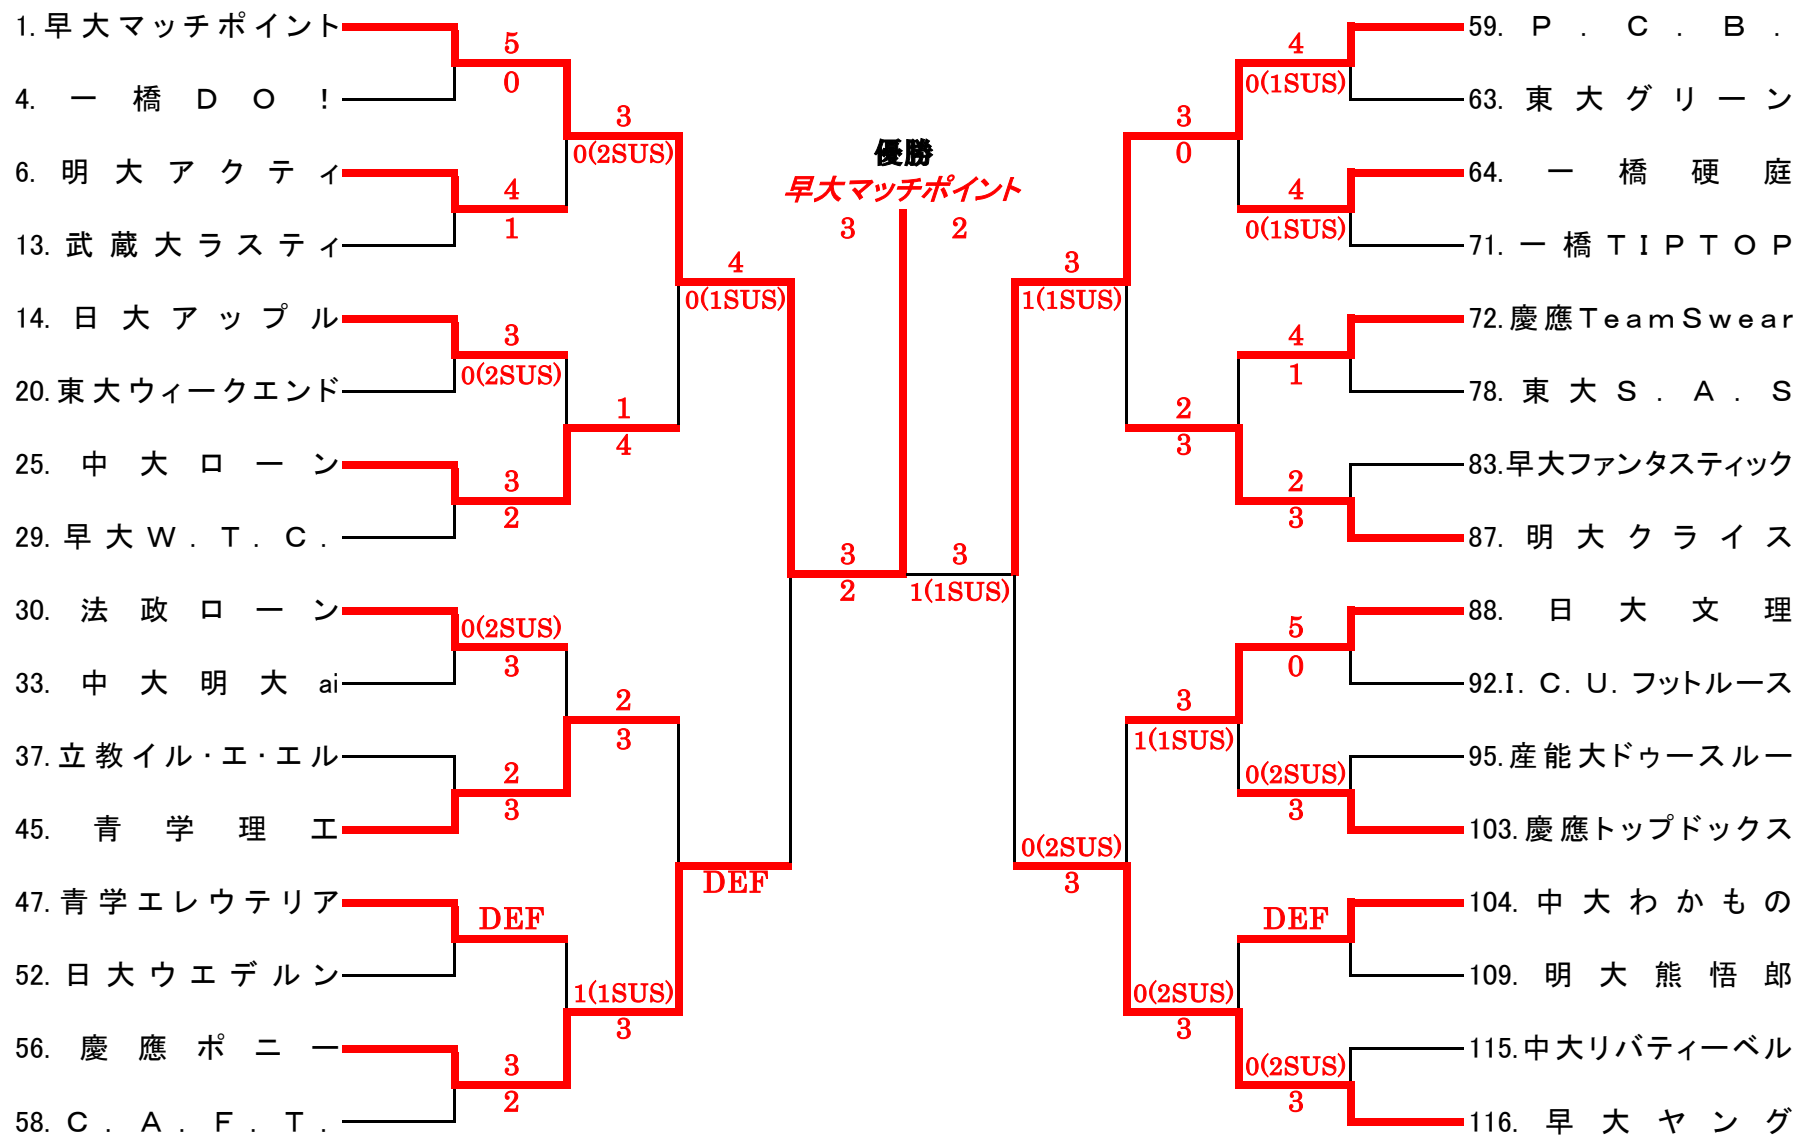 1. 早大マッチポイント
5
0
4. 一橋DO!
3
0(2SUS)
6. 明大アクティ
4
1
13. 武蔵大ラスティ
4
0(1SUS)
14. 日大アップル
3
0(2SUS)
20. 東大ウィークエンド
1
4
25. 中大ローン
3
2
29. 早大W.T.C.
3
2
30. 法政ローン
0(2SUS)
3
33. 中大明大ai
2
3
37. 立教イル・エ・エル
2
3
45. 青学理工
DEF
47. 青学エレウテリア
DEF
52. 日大ウエデルン
1(1SUS)
3
56. 慶應ポニー
3
2
58. C.A.F.T.
優勝
早大マッチポイント
3 2
59. P.C.B.
4
0(1SUS)
63. 東大グリーン
3
0
64. 一橋硬庭
4
0(1SUS)
71. 一橋TIPTOP
3
1(1SUS)
72. 慶應TeamSwear
4
1
78. 東大S.A.S
2
3
83. 早大ファンタスティック
2
3
87. 明大クライス
3
1(1SUS)
88. 日大文理
5
0
92. I.C.U.フットルース
3
1(1SUS)
95. 産能大ドゥースルー
0(2SUS)
3
103. 慶應トップドックス
0(2SUS)
3
104. 中大わかもの
DEF
109. 明大熊悟郎
0(2SUS)
3
115. 中大リバティーベル
0(2SUS)
3
116. 早大ヤング